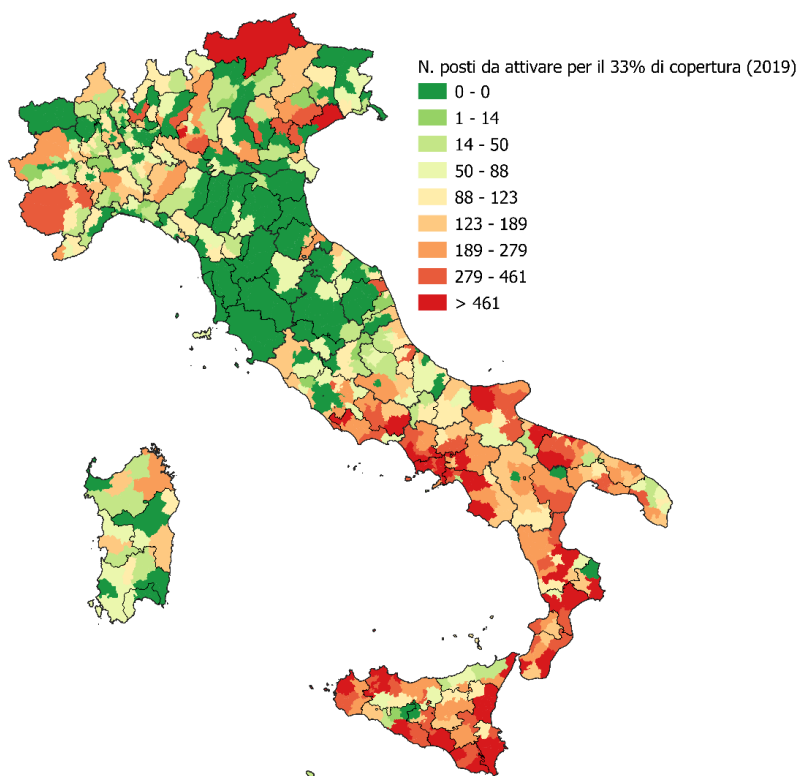 N. posti da attivare per il 33% di copertura (2019)
0 - 0
1 - 14
14 - 50
50 - 88
88 - 123
123 - 189
189 - 279
279 - 461
> 461